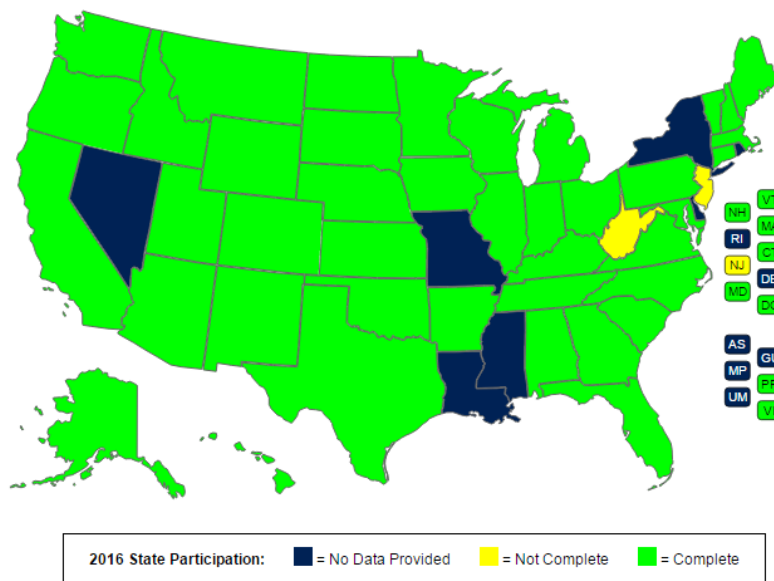 VT
NH
MA
RI
CT
NJ
DE
MD
DC
AS
GU
MP
PR
UM
VI
2016 State Participation: = No Data Provided = Not Complete = Complete